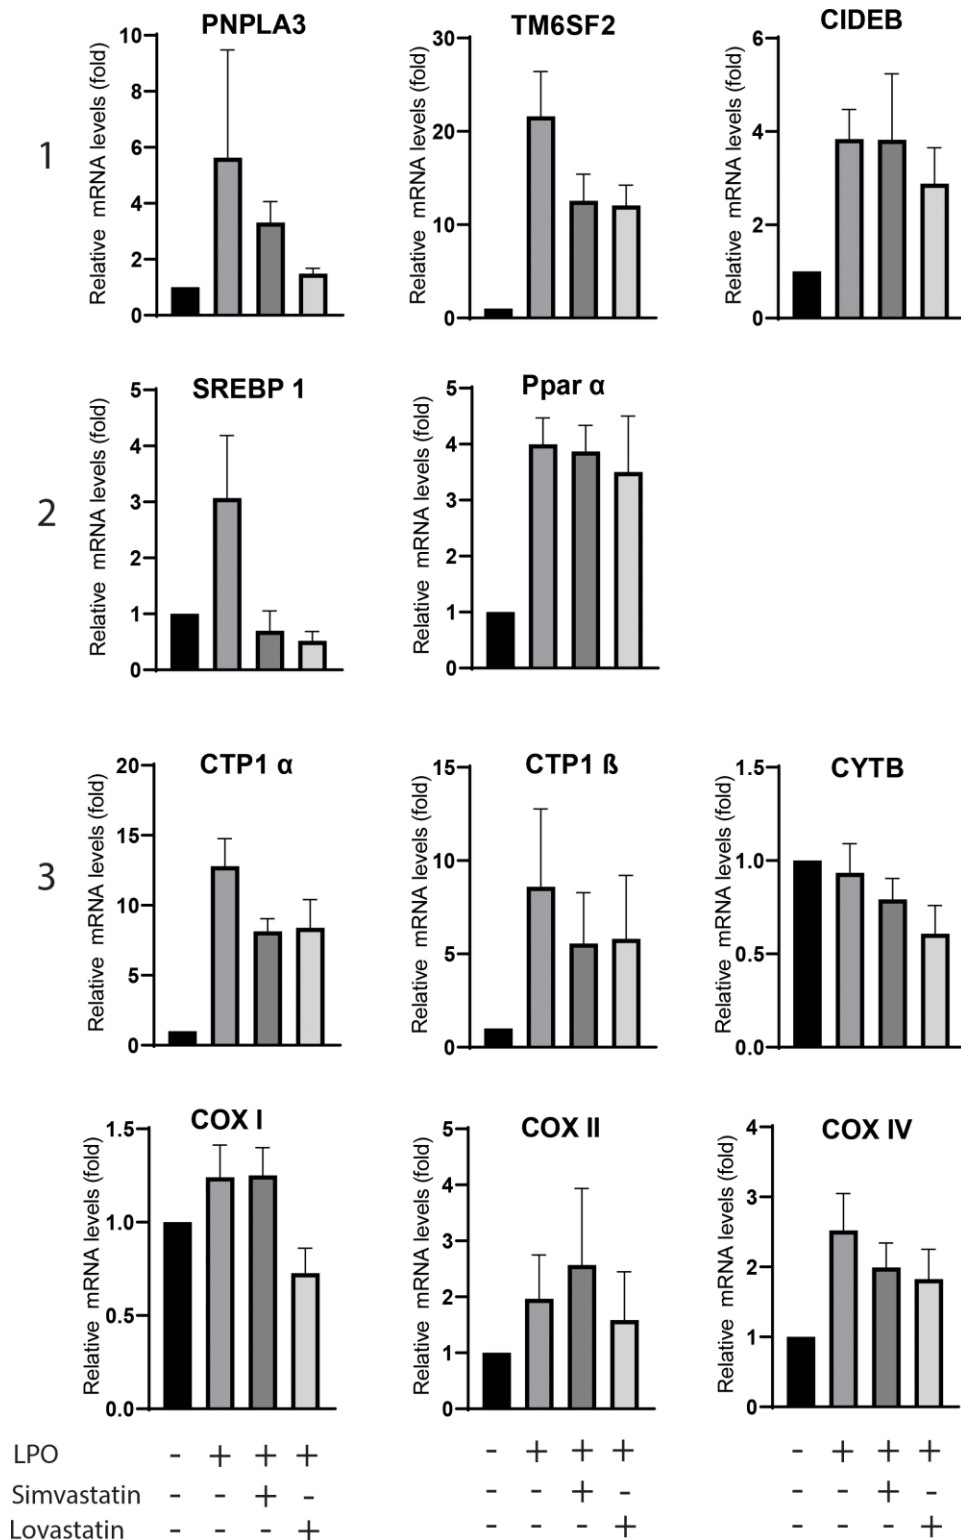 1
PNPLA3
Relative mRNA levels (fold)
10
8
6
4
2
0
TM6SF2
Relative mRNA levels (fold)
30
20
10
0
CIDEB
Relative mRNA levels (fold)
6
4
2
0
2
SREBP 1
Relative mRNA levels (fold)
5
4
3
2
1
0
Ppar α
Relative mRNA levels (fold)
5
4
3
2
1
0
3
CTP1 α
Relative mRNA levels (fold)
20
15
10
5
0
CTP1 ß
Relative mRNA levels (fold)
15
10
5
0
CYTB
Relative mRNA levels (fold)
1.5
1.0
0.5
0.0
COX I
Relative mRNA levels (fold)
1.5
1.0
0.5
0.0
COX II
Relative mRNA levels (fold)
5
4
3
2
1
0
COX IV
Relative mRNA levels (fold)
4
3
2
1
0
LPO - + + + - + + + - + + +
Simvastatin - - + - - - + - - - + -
Lovastatin - - - + - - - + - - - +